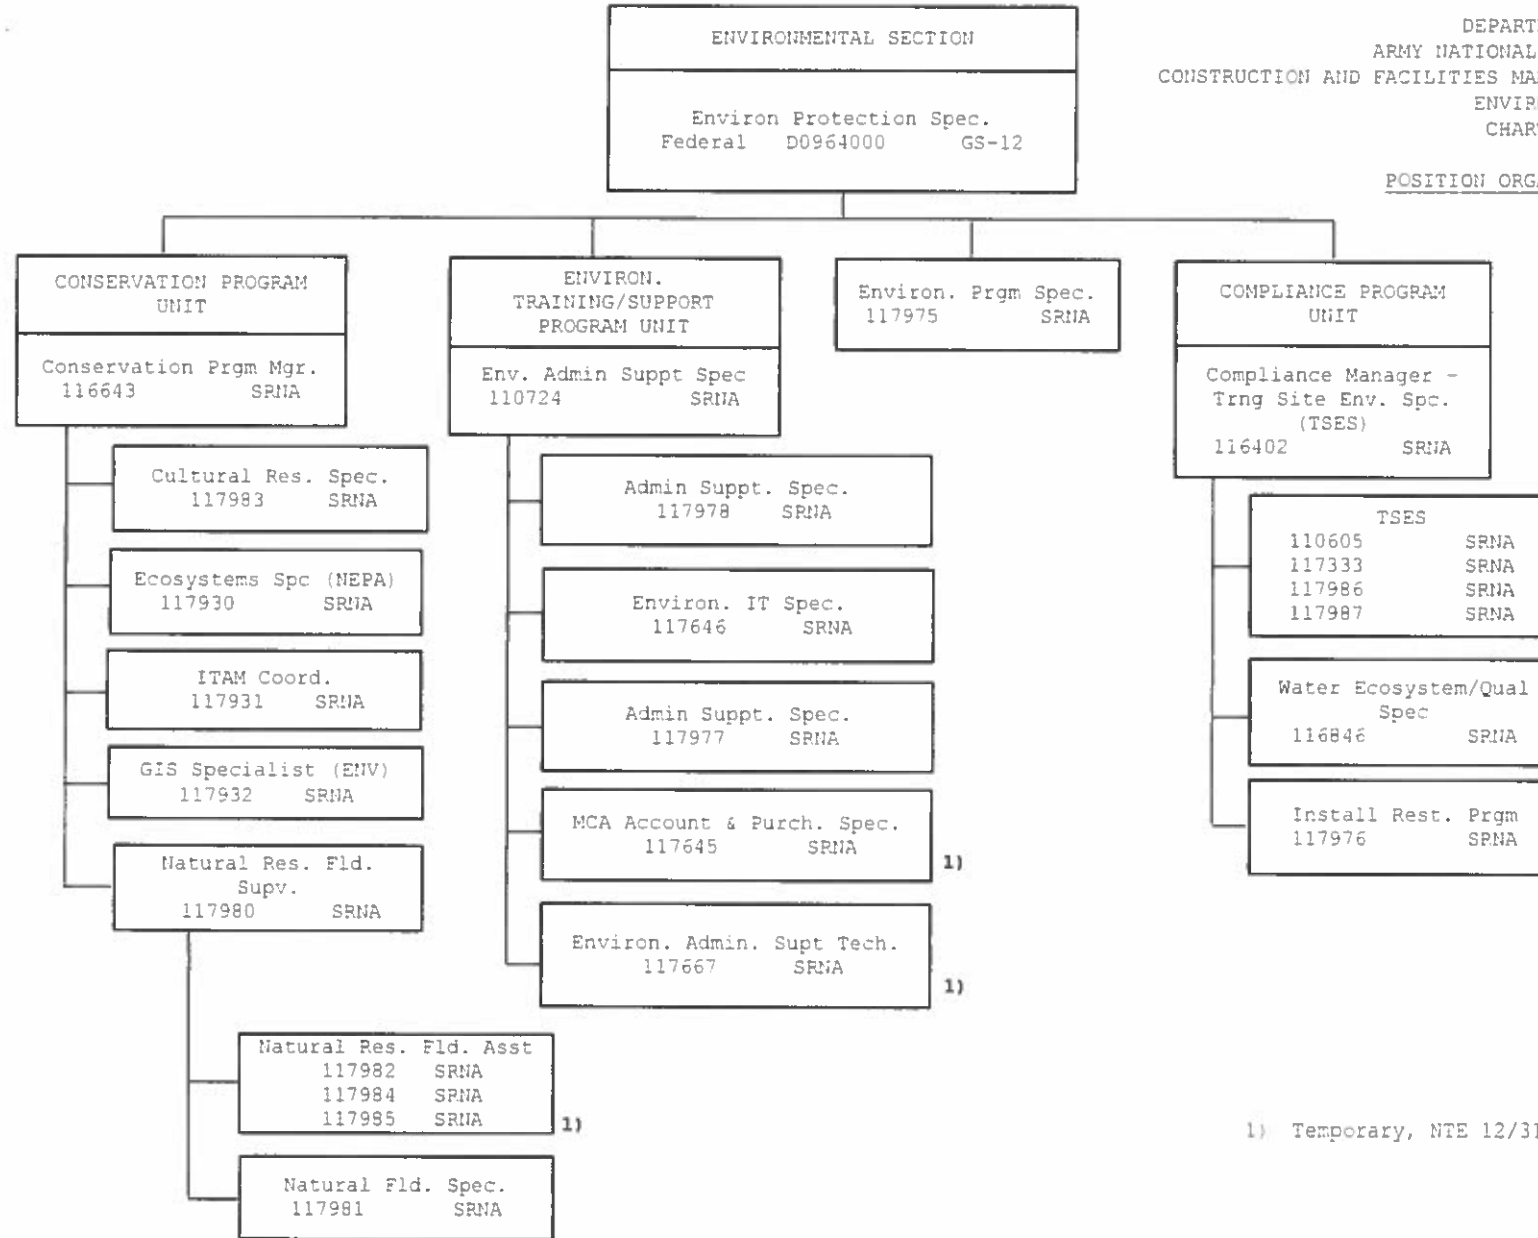 DEPART
ARMY NATIONAL
CONSTRUCTION AND FACILITIES MA
ENVIR
CHAR
POSITION ORG
ENVIRONMENTAL SECTION
Environ Protection Spec.
Federal D0964000 GS-12
CONSERVATION PROGRAM
UNIT
Conservation Prgm Mgr.
116643 SRNA
Cultural Res. Spec.
117983 SRNA
Ecosystems Spc (NEPA)
117930 SRNA
ITAM Coord.
117931 SRNA
GIS Specialist (ENV)
117932 SRNA
Natural Res. Fld.
Supv.
117980 SRNA
Natural Res. Fld. Asst
117982 SRNA
117984 SRNA
117985 SRNA
1)
Natural Fld. Spec.
117981 SRNA
ENVIRON.
TRAINING/SUPPORT
PROGRAM UNIT
Env. Admin Suppt Spec
110724 SRNA
Admin Suppt. Spec.
117978 SRNA
Environ. IT Spec.
117646 SRNA
Admin Suppt. Spec.
117977 SRNA
MCA Account & Purch. Spec.
117645 SRNA
1)
Environ. Admin. Supt Tech.
117667 SRNA
1)
Environ. Prgm Spec.
117975 SRNA
COMPLIANCE PROGRAM
UNIT
Compliance Manager -
Trng Site Env. Spc.
(TSES)
116402 SRNA
TSES
110605 SRNA
117333 SRNA
117986 SRNA
117987 SRNA
Water Ecosystem/Qual
Spec
116846 SRNA
Install Rest. Prgm
117976 SRNA
1) Temporary, NTE 12/31